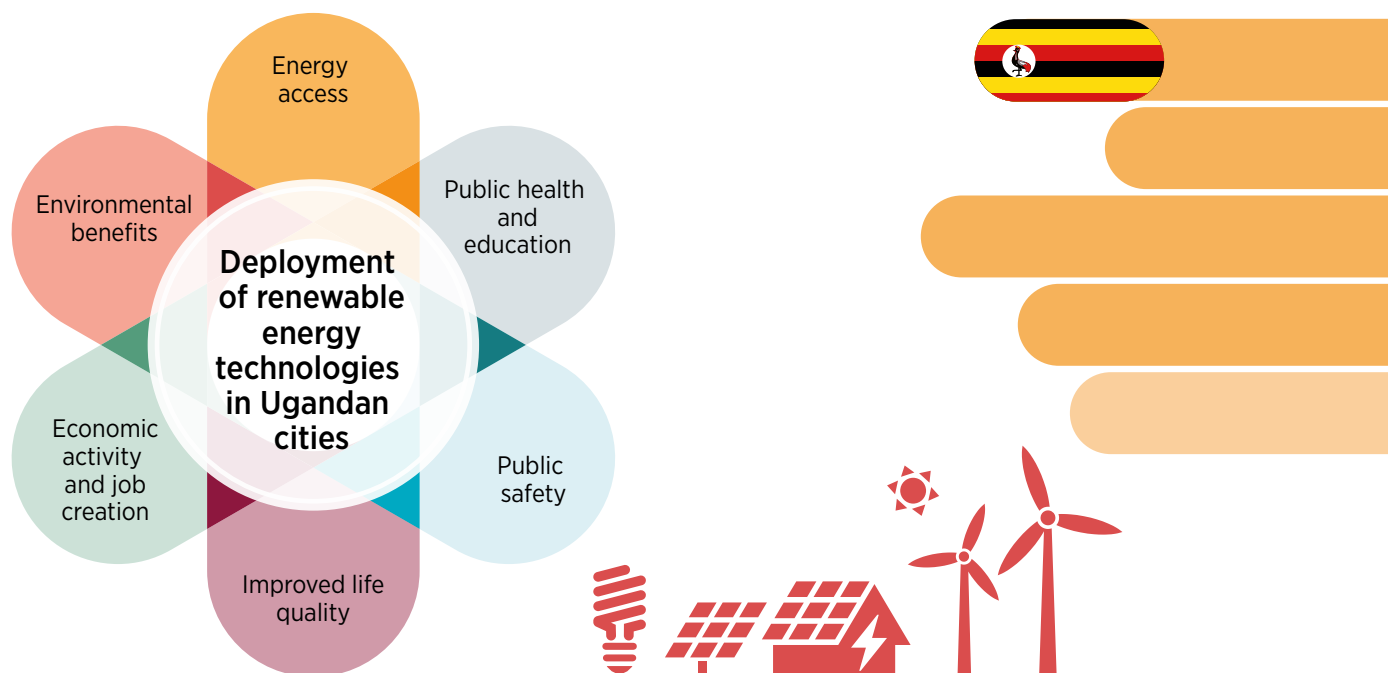 Energy
access
Environmental
benefits
Public health
and
education
Deployment
of renewable
energy
technologies
in Ugandan
cities
Economic
activity
and job
creation
Public
safety
Improved life
quality